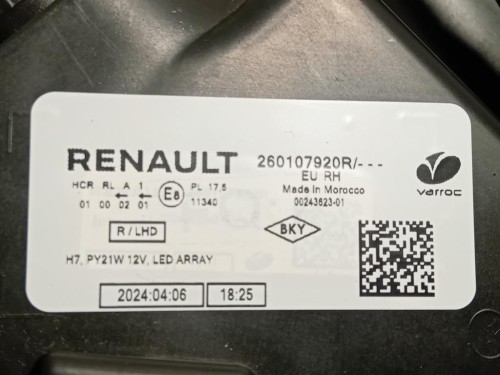 RENAULT 260107920R/---
EU RH
Made in Morocco
00243623-01
varroc
HCR RL A 1
01 00 02 01
E8
PL 17,5
11340
R / LHD
BKY
H7, PY21W 12V, LED ARRAY
2024:04:06 18:25